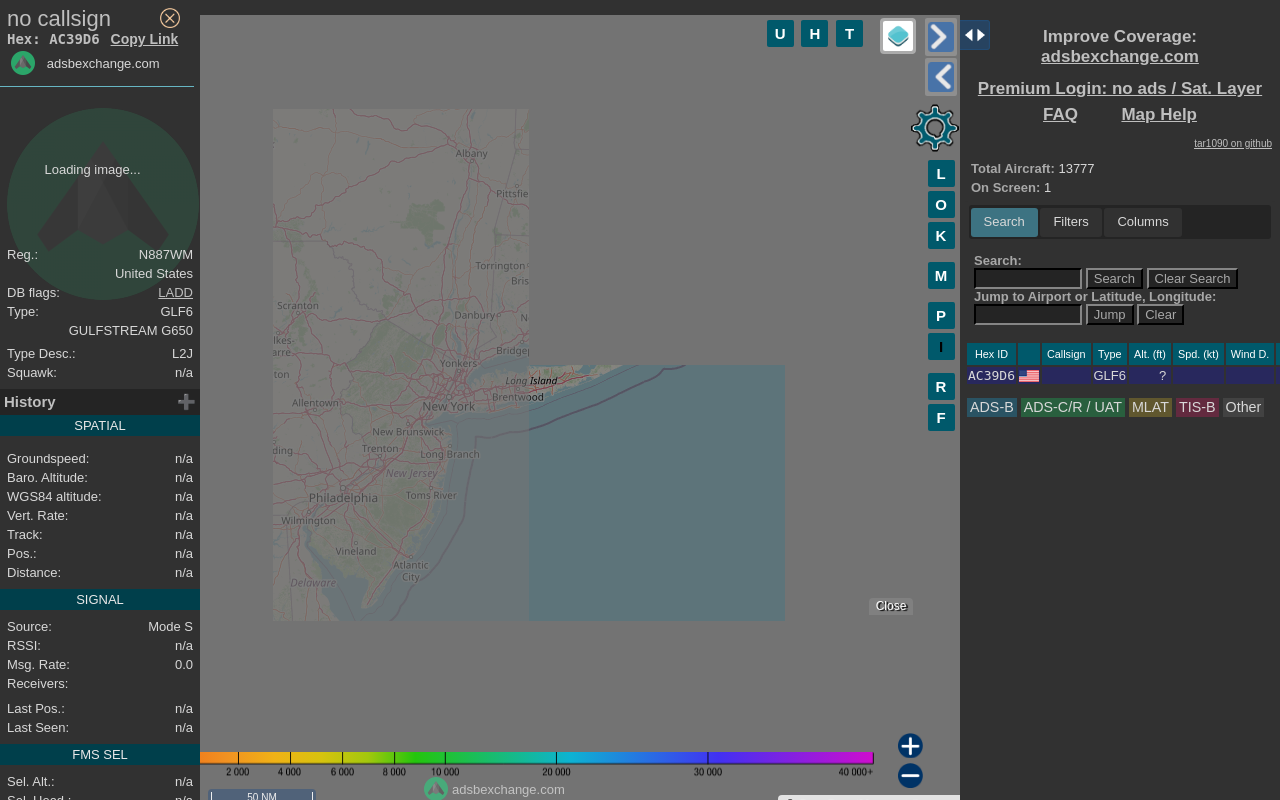 no callsign
Hex: AC39D6 Copy Link
adsbexchange.com
Loading image...
Reg.: N887WM
United States
DB flags: LADD
Type: GLF6
GULFSTREAM G650
Type Desc.: L2J
Squawk: n/a
History
SPATIAL
Groundspeed: n/a
Baro. Altitude: n/a
WGS84 altitude: n/a
Vert. Rate: n/a
Track: n/a
Pos.: n/a
Distance: n/a
SIGNAL
Source: Mode S
RSSI: n/a
Msg. Rate: 0.0
Receivers:
Last Pos.: n/a
Last Seen: n/a
FMS SEL
Sel. Alt.: n/a
Sel. Head.: n/a
U H T
L
O
K
M
P
I
R
F
Albany
Pittsfie
Torrington
Bris
Scranton
Danbury
N
lkes
arre
Bridgep
Yonkers
ton
Long Island
Brentwood
Allentown
New York
New Brunswick
ding
Trenton
Long Branch
New Jersey
Philadelphia
Toms River
Wilmington
Vineland
Atlantic
City
Delaware
Close
2 000 4 000 6 000 8 000 10 000 20 000 30 000 40 000+
adsbexchange.com
50 NM
Improve Coverage:
adsbexchange.com
Premium Login: no ads / Sat. Layer
FAQ Map Help
tar1090 on github
Total Aircraft: 13777
On Screen: 1
Search Filters Columns
Search:
Search Clear Search
Jump to Airport or Latitude, Longitude:
Jump Clear
Hex ID Callsign Type Alt. (ft) Spd. (kt) Wind D.
AC39D6 GLF6 ?
ADS-B ADS-C/R / UAT MLAT TIS-B Other